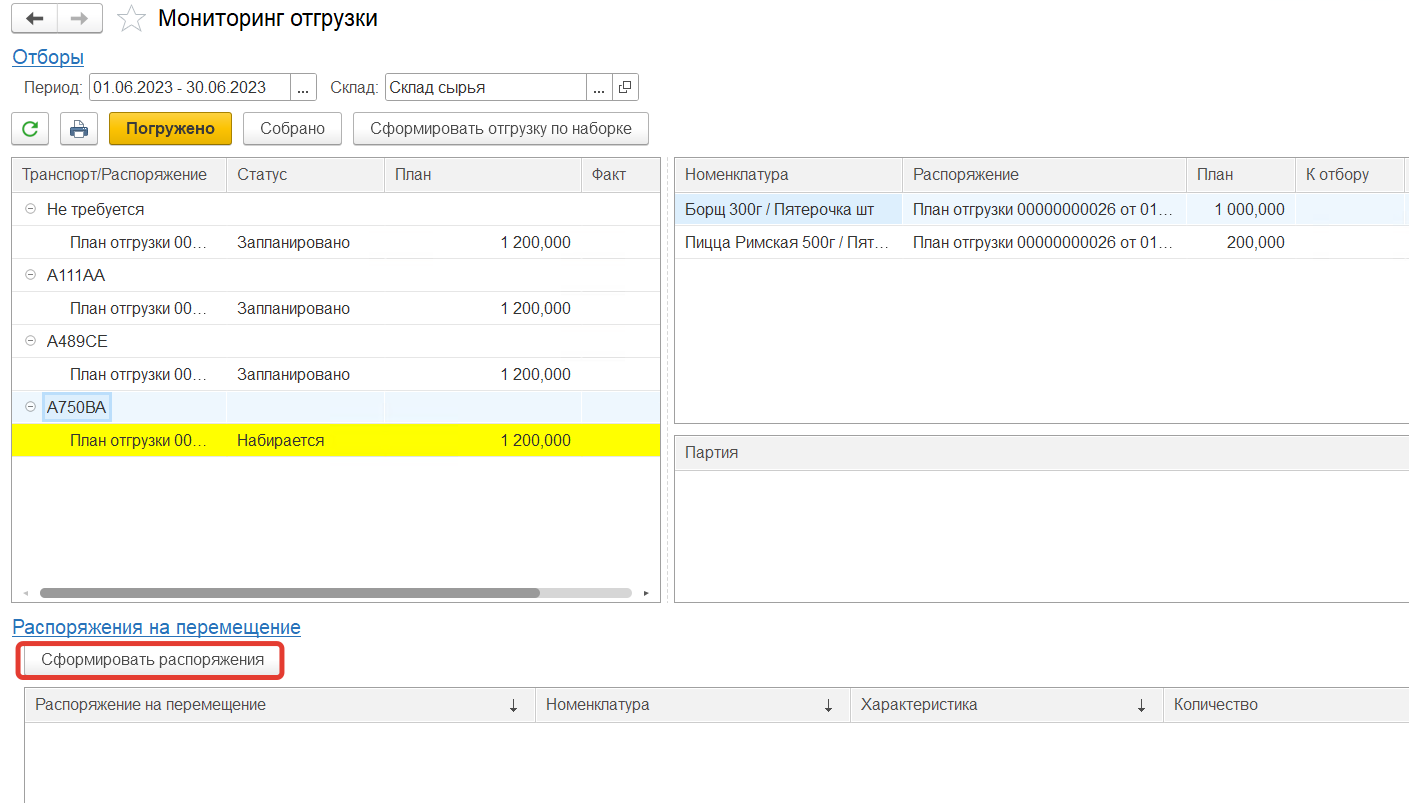 Мониторинг отгрузки
Отборы
Период: 01.06.2023 - 30.06.2023 ... Склад: Склад сырья ...
Погружено Собрано Сформировать отгрузку по наборке
Транспорт/Распоряжение Статус План Факт
Не требуется
План отгрузки 00... Запланировано 1 200,000
А111АА
План отгрузки 00... Запланировано 1 200,000
А489СЕ
План отгрузки 00... Запланировано 1 200,000
А750ВА
План отгрузки 00... Набирается 1 200,000
Номенклатура Распоряжение План К отбору
Борщ 300г / Пятерочка шт План отгрузки 00000000026 от 01... 1 000,000
Пицца Римская 500г / Пят... План отгрузки 00000000026 от 01... 200,000
Партия
Распоряжения на перемещение
Сформировать распоряжения
Распоряжение на перемещение Номенклатура Характеристика Количество